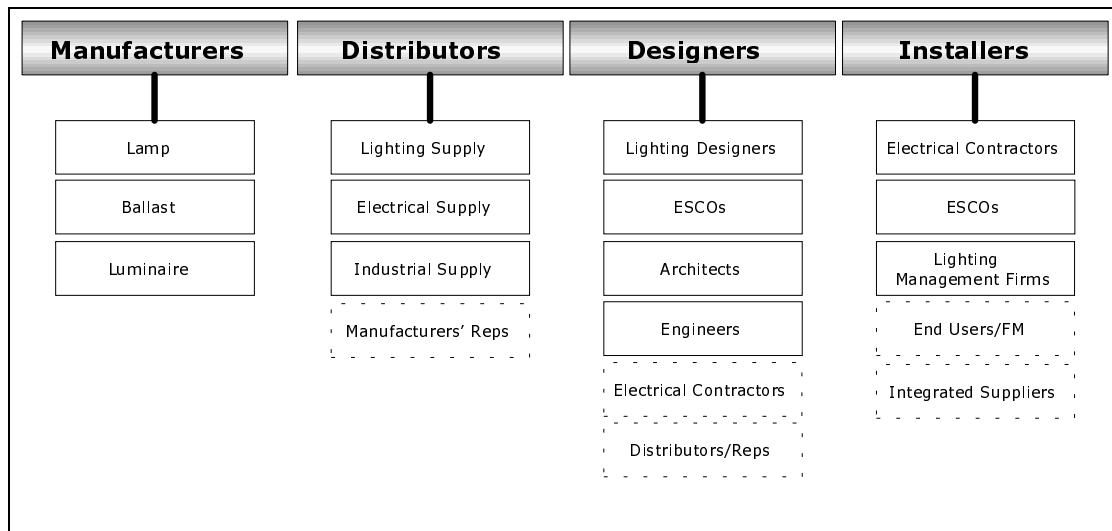 Manufacturers
Lamp
Ballast
Luminaire
Distributors
Lighting Supply
Electrical Supply
Industrial Supply
Manufacturers’ Reps
Designers
Lighting Designers
ESCOs
Architects
Engineers
Electrical Contractors
Distributors/Reps
Installers
Electrical Contractors
ESCOs
Lighting
Management Firms
End Users/FM
Integrated Suppliers